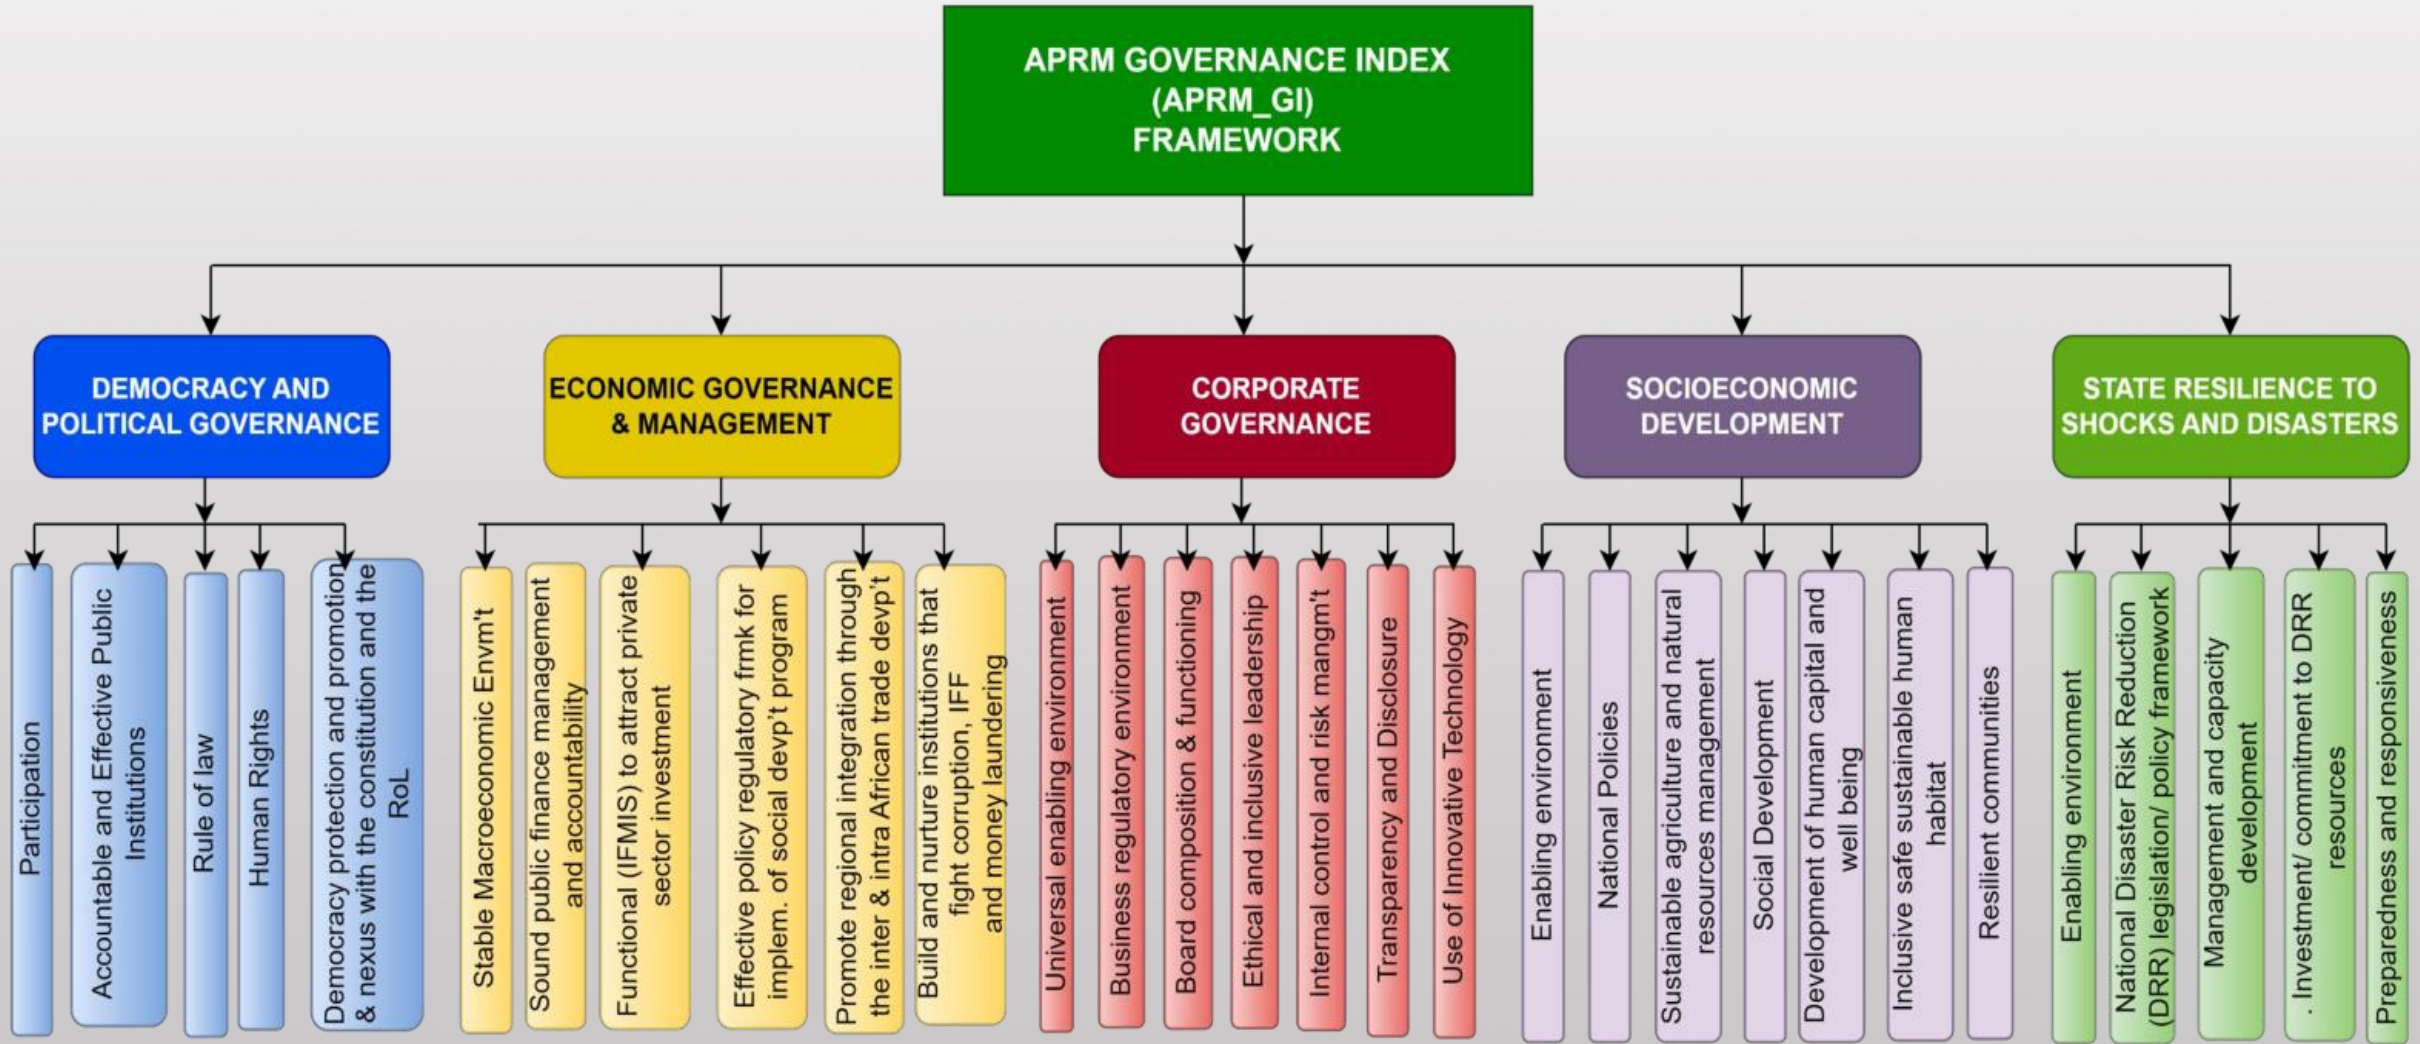 APRM GOVERNANCE INDEX
(APRM_GI)
FRAMEWORK
DEMOCRACY AND
POLITICAL GOVERNANCE
ECONOMIC GOVERNANCE
& MANAGEMENT
CORPORATE
GOVERNANCE
SOCIOECONOMIC
DEVELOPMENT
STATE RESILIENCE TO
SHOCKS AND DISASTERS
Participation
Accountable and Effective Public
Institutions
Rule of law
Human Rights
Democracy protection and promotion
& nexus with the constitution and the
RoL
Stable Macroeconomic Envm't
Sound public finance management
and accountability
Functional (IFMIS) to attract private
sector investment
Effective policy regulatory frmk for
implem. of social devp't program
Promote regional integration through
the inter & intra African trade devp't
Build and nurture institutions that
fight corruption, IFF
and money laundering
Universal enabling environment
Business regulatory environment
Board composition & functioning
Ethical and inclusive leadership
Internal control and risk mangm't
Transparency and Disclosure
Use of Innovative Technology
Enabling environment
National Policies
Sustainable agriculture and natural
resources management
Social Development
Development of human capital and
well being
Inclusive safe sustainable human
habitat
Resilient communities
Enabling environment
National Disaster Risk Reduction
(DRR) legislation/ policy framework
Management and capacity
development
. Investment/ commitment to DRR
resources
Preparedness and responsiveness